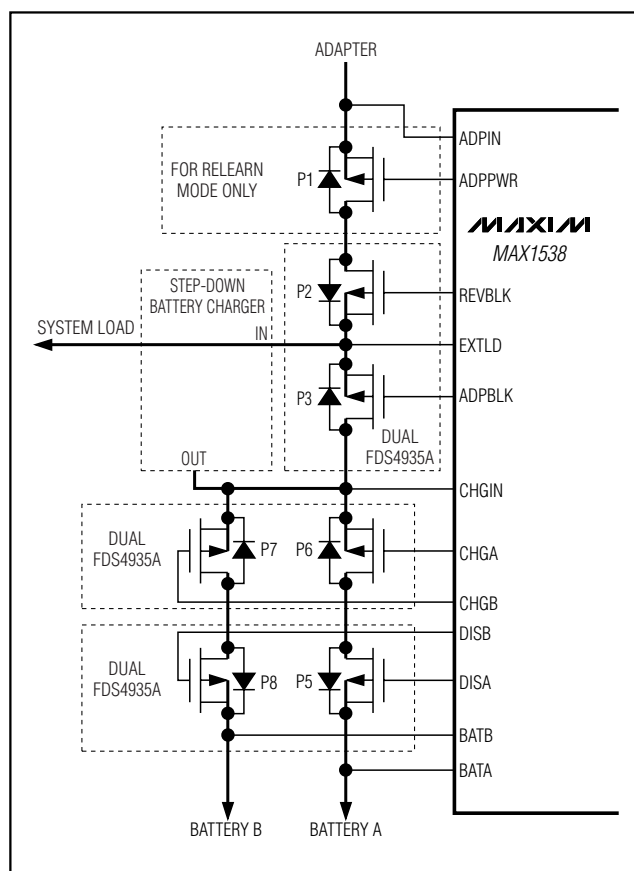 ADAPTER
ADPIN
FOR RELEARN
MODE ONLY
P1
ADPPWR
MAXIM
MAX1538
STEP-DOWN
BATTERY CHARGER
P2
REVBLK
SYSTEM LOAD
IN
EXTLD
P3
ADPBLK
DUAL
FDS4935A
OUT
CHGIN
DUAL
FDS4935A
P7
P6
CHGA
CHGB
DISB
DUAL
FDS4935A
P8
P5
DISA
BATB
BATA
BATTERY B
BATTERY A